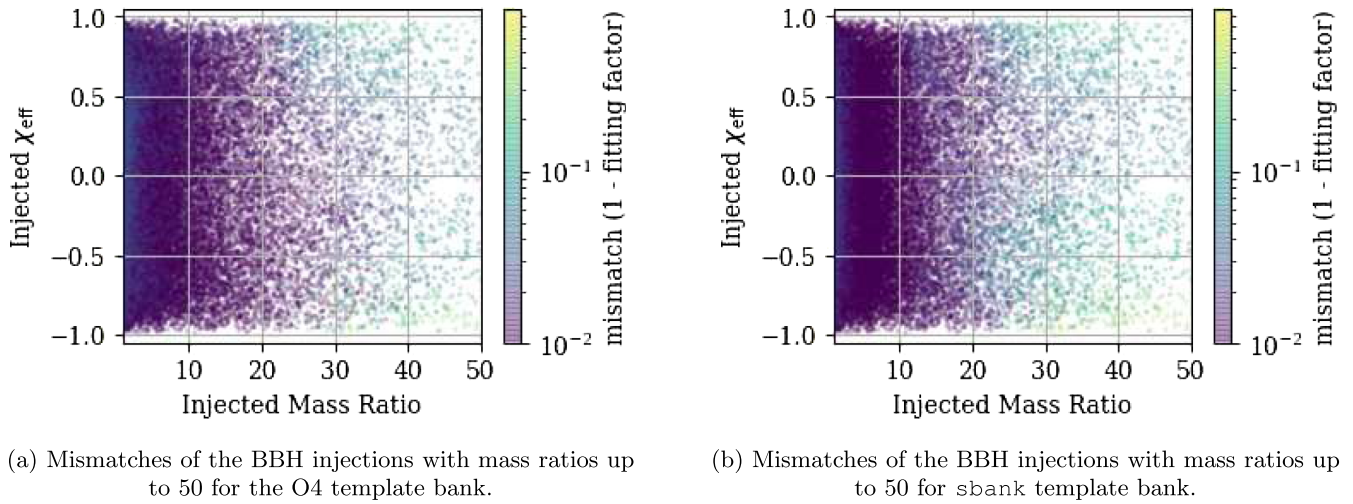 1.0
0.5
0.0
−0.5
−1.0
Injected χeff
10 20 30 40 50
Injected Mass Ratio
10⁻¹
10⁻²
mismatch (1 - fitting factor)
1.0
0.5
0.0
−0.5
−1.0
Injected χeff
10 20 30 40 50
Injected Mass Ratio
10⁻¹
10⁻²
mismatch (1 - fitting factor)
(a) Mismatches of the BBH injections with mass ratios up
to 50 for the O4 template bank.
(b) Mismatches of the BBH injections with mass ratios up
to 50 for sbank template bank.